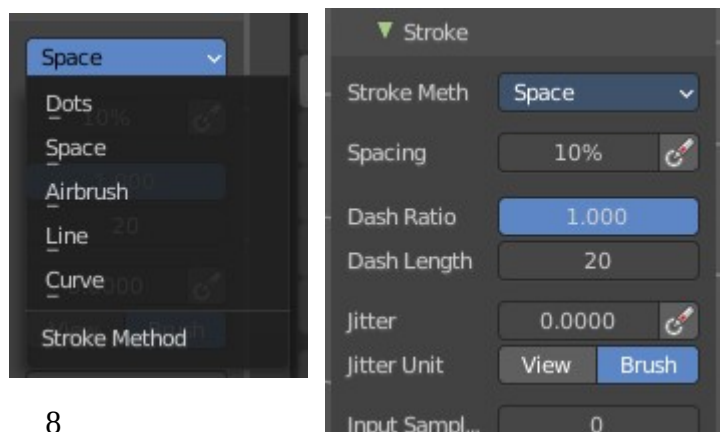 Space
Dots
Space
Airbrush
Line
Curve
Stroke Method
8
Stroke
Stroke Meth Space
Spacing 10%
Dash Ratio 1.000
Dash Length 20
Jitter 0.0000
Jitter Unit View Brush
Input Sampl... 0